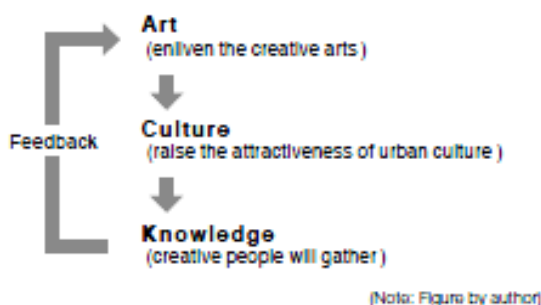 Art
(enliven the creative arts)
Culture
(raise the attractiveness of urban culture)
Feedback
Knowledge
(creative people will gather)
(Note: Figure by author)